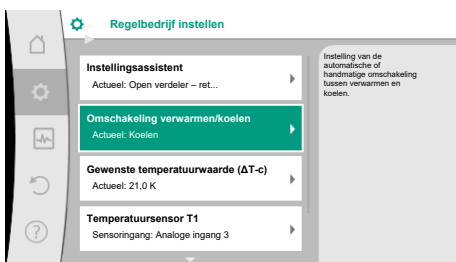 Regelbedrijf instellen
Instellingsassistent
Actueel: Open verdeler – ret...
Omschakeling verwarmen/koelen
Actueel: Koelen
Gewenste temperatuurwaarde (ΔT-c)
Actueel: 21,0 K
Temperatuursensor T1
Sensoringang: Analoge ingang 3
Instelling van de
automatische of
handmatige omschakeling
tussen verwarmen en
koelen.